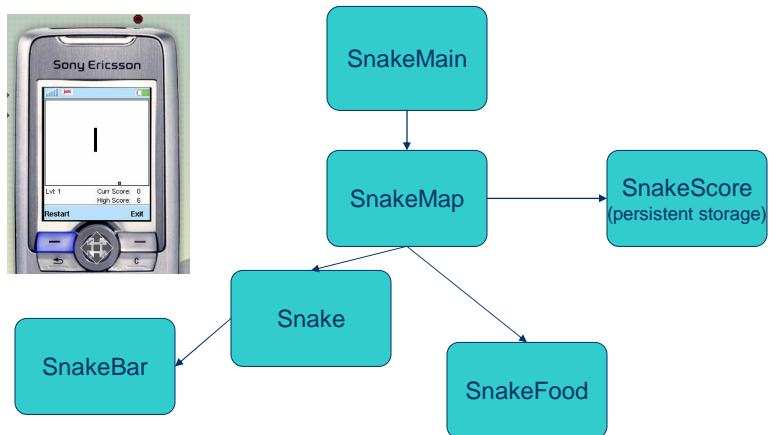 Sony Ericsson
Lvl: 1
Curr Score: 0
High Score: 6
Restart
Exit
C
SnakeMain
SnakeMap
SnakeScore
(persistent storage)
Snake
SnakeBar
SnakeFood